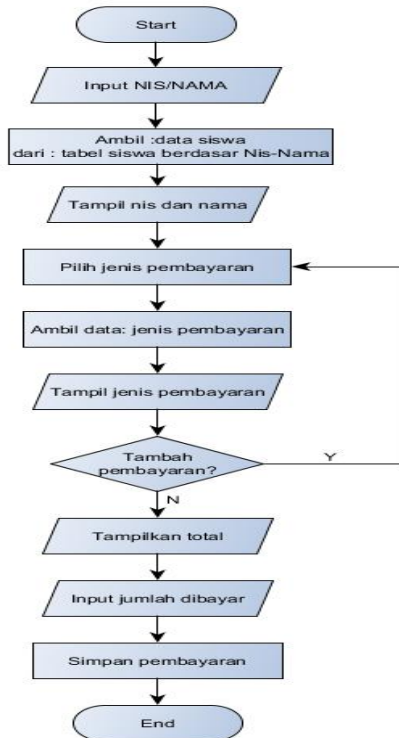 Start
Input NIS/NAMA
Ambil :data siswa
dari : tabel siswa berdasar Nis-Nama
Tampil nis dan nama
Pilih jenis pembayaran
Ambil data: jenis pembayaran
Tampil jenis pembayaran
Tambah
pembayaran?
Y
N
Tampilkan total
Input jumlah dibayar
Simpan pembayaran
End